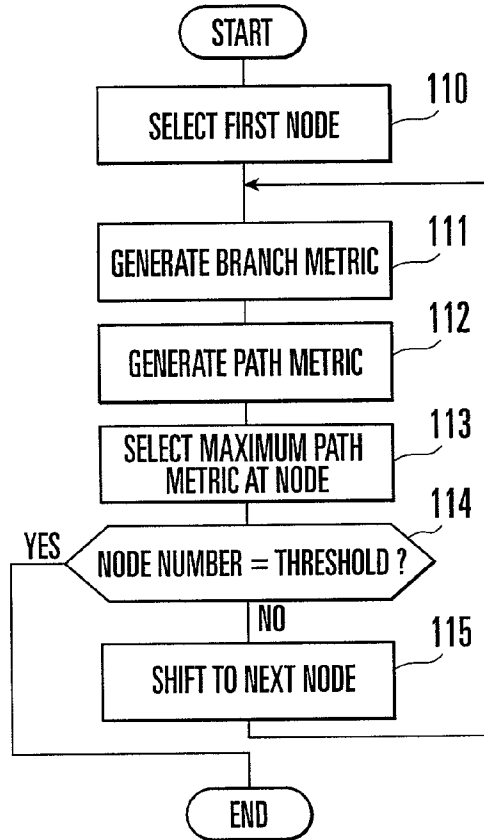 START
110
SELECT FIRST NODE
111
GENERATE BRANCH METRIC
112
GENERATE PATH METRIC
113
SELECT MAXIMUM PATH
METRIC AT NODE
114
YES
NODE NUMBER = THRESHOLD ?
NO
115
SHIFT TO NEXT NODE
END